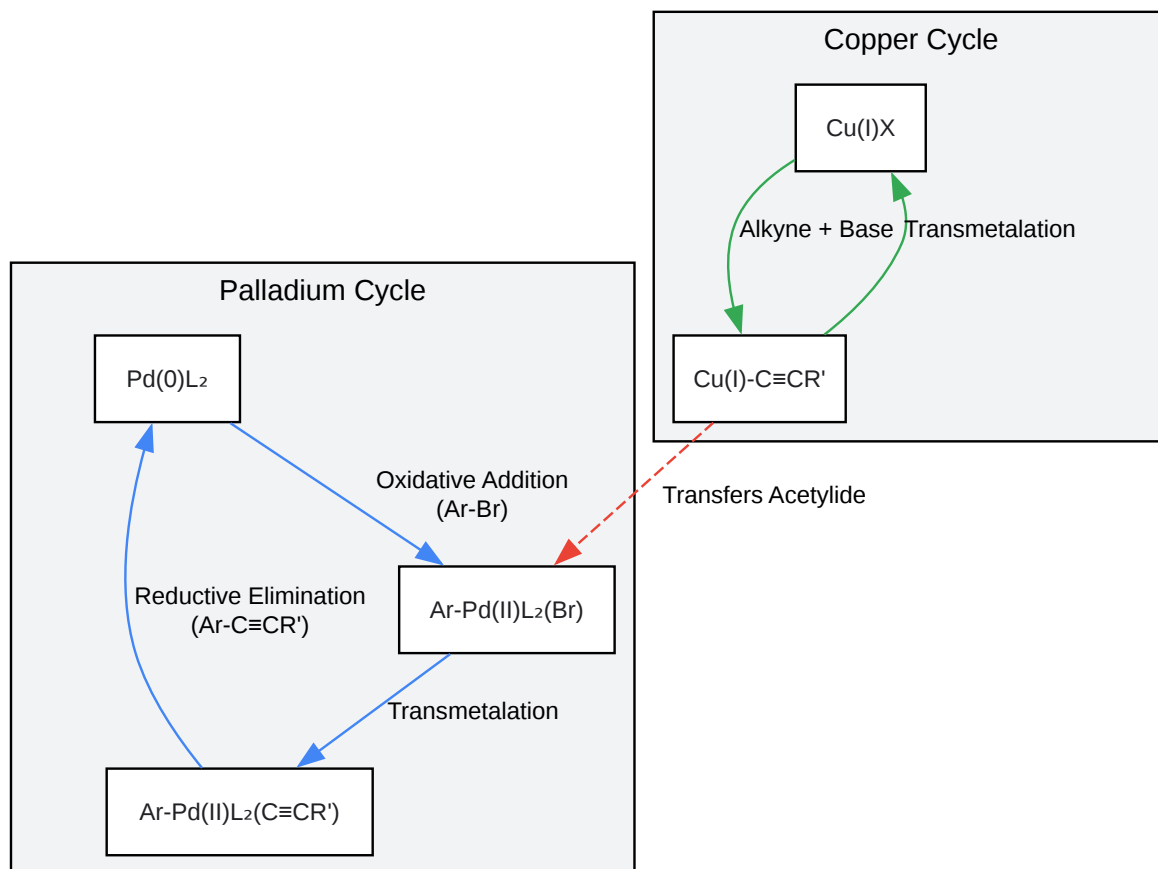 Copper Cycle
Cu(I)X
Alkyne + Base
Transmetalation
Cu(I)-C≡CR'
Transfers Acetylide
Palladium Cycle
Pd(0)L₂
Oxidative Addition
(Ar-Br)
Ar-Pd(II)L₂(Br)
Reductive Elimination
(Ar-C≡CR')
Transmetalation
Ar-Pd(II)L₂(C≡CR')